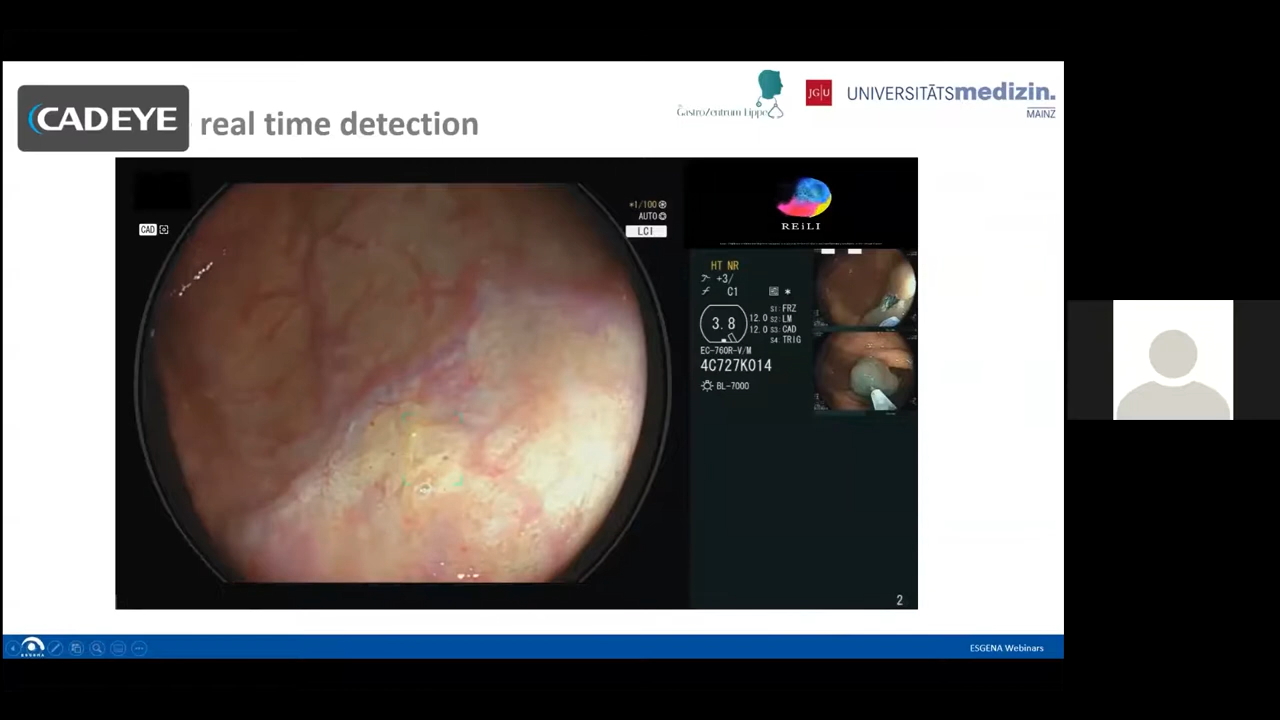 CADEYE real time detection
GastroZentrum Lippe
JG|U
UNIVERSITÄTSmedizin.
MAINZ
CAD
*1/100
AUTO
LCI
REiLI
HT NR
+3/
C1
3.8
12.0
12.0
S1: FRZ
S2: LM
S3: CAD
S4: TRIG
EC-760R-V/M
4C727K014
BL-7000
2
ESGENA
ESGENA Webinars